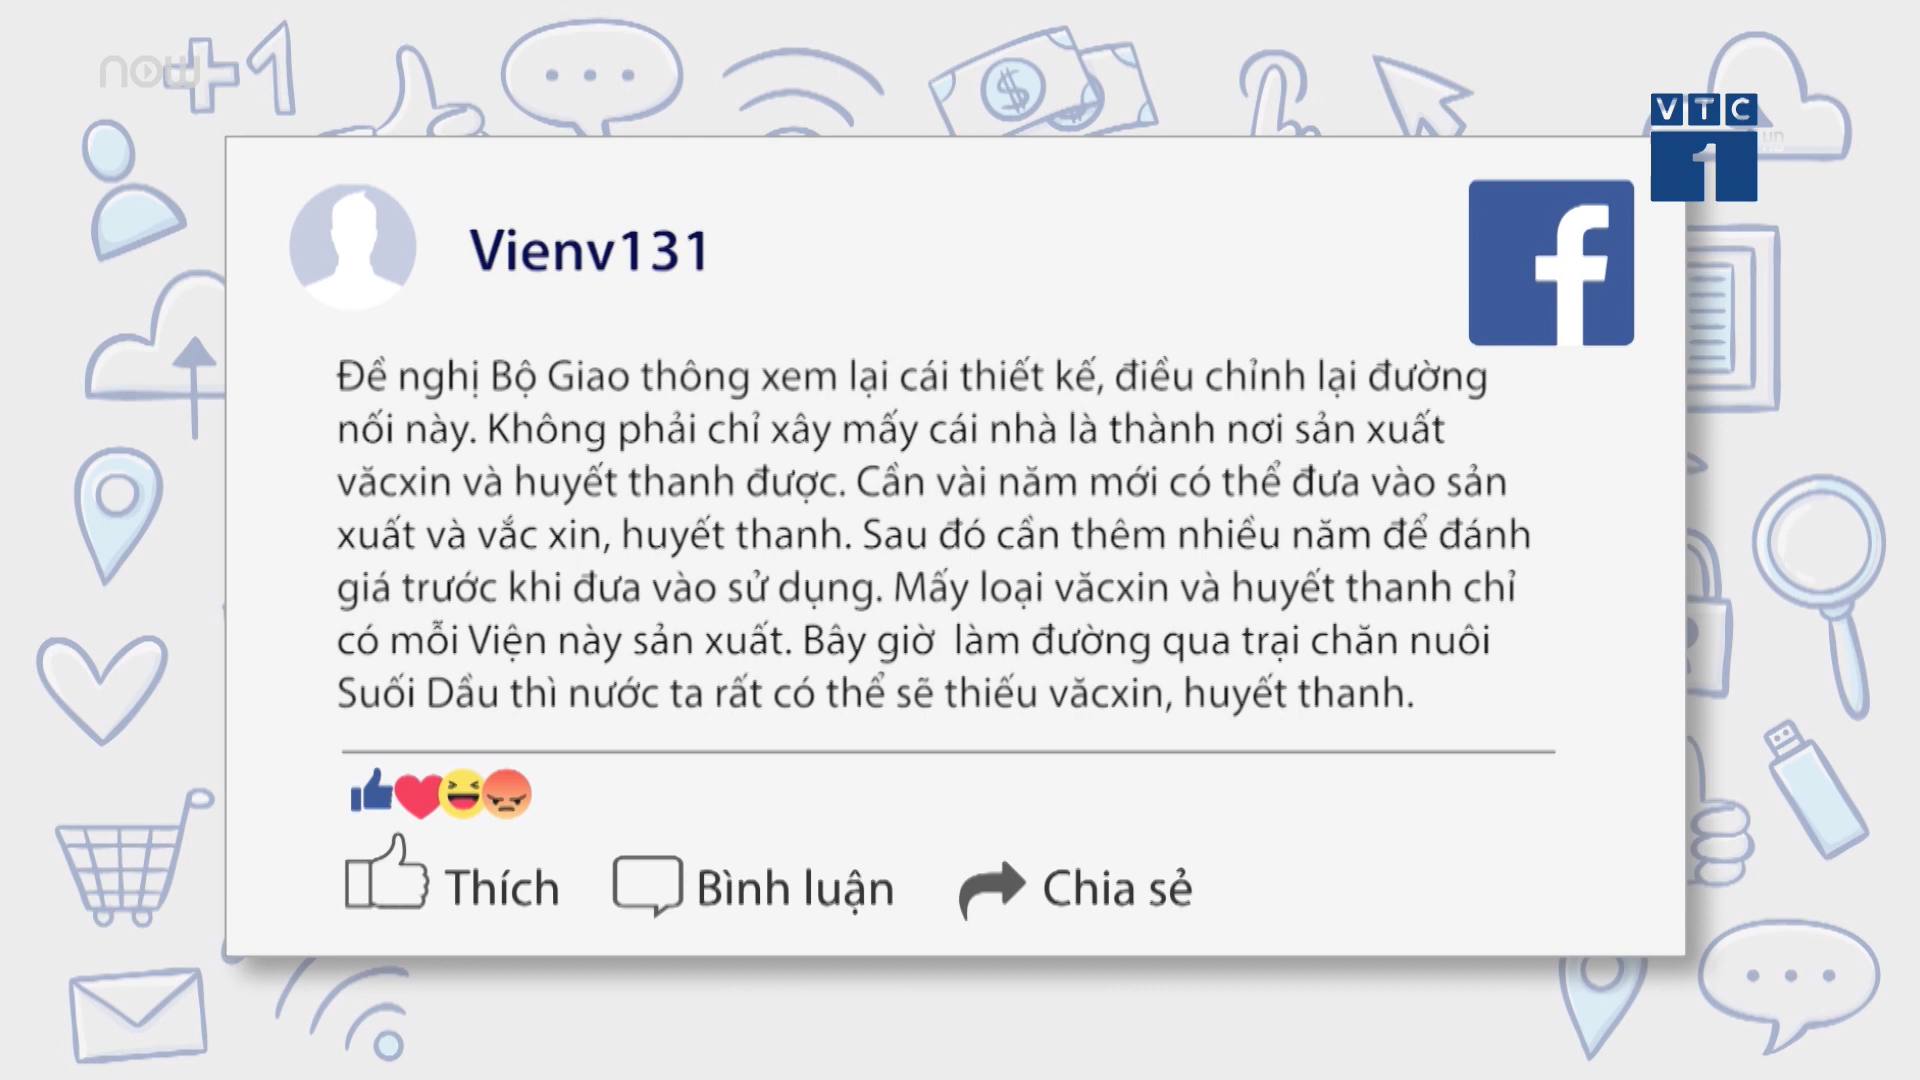 now
+1
VTC
1
HD
Vienv131
Đề nghị Bộ Giao thông xem lại cái thiết kế, điều chỉnh lại đường
nối này. Không phải chỉ xây mấy cái nhà là thành nơi sản xuất
văcxin và huyết thanh được. Cần vài năm mới có thể đưa vào sản
xuất và vắc xin, huyết thanh. Sau đó cần thêm nhiều năm để đánh
giá trước khi đưa vào sử dụng. Mấy loại văcxin và huyết thanh chỉ
có mỗi Viện này sản xuất. Bây giờ  làm đường qua trại chăn nuôi
Suối Dầu thì nước ta rất có thể sẽ thiếu văcxin, huyết thanh.
Thích Bình luận Chia sẻ